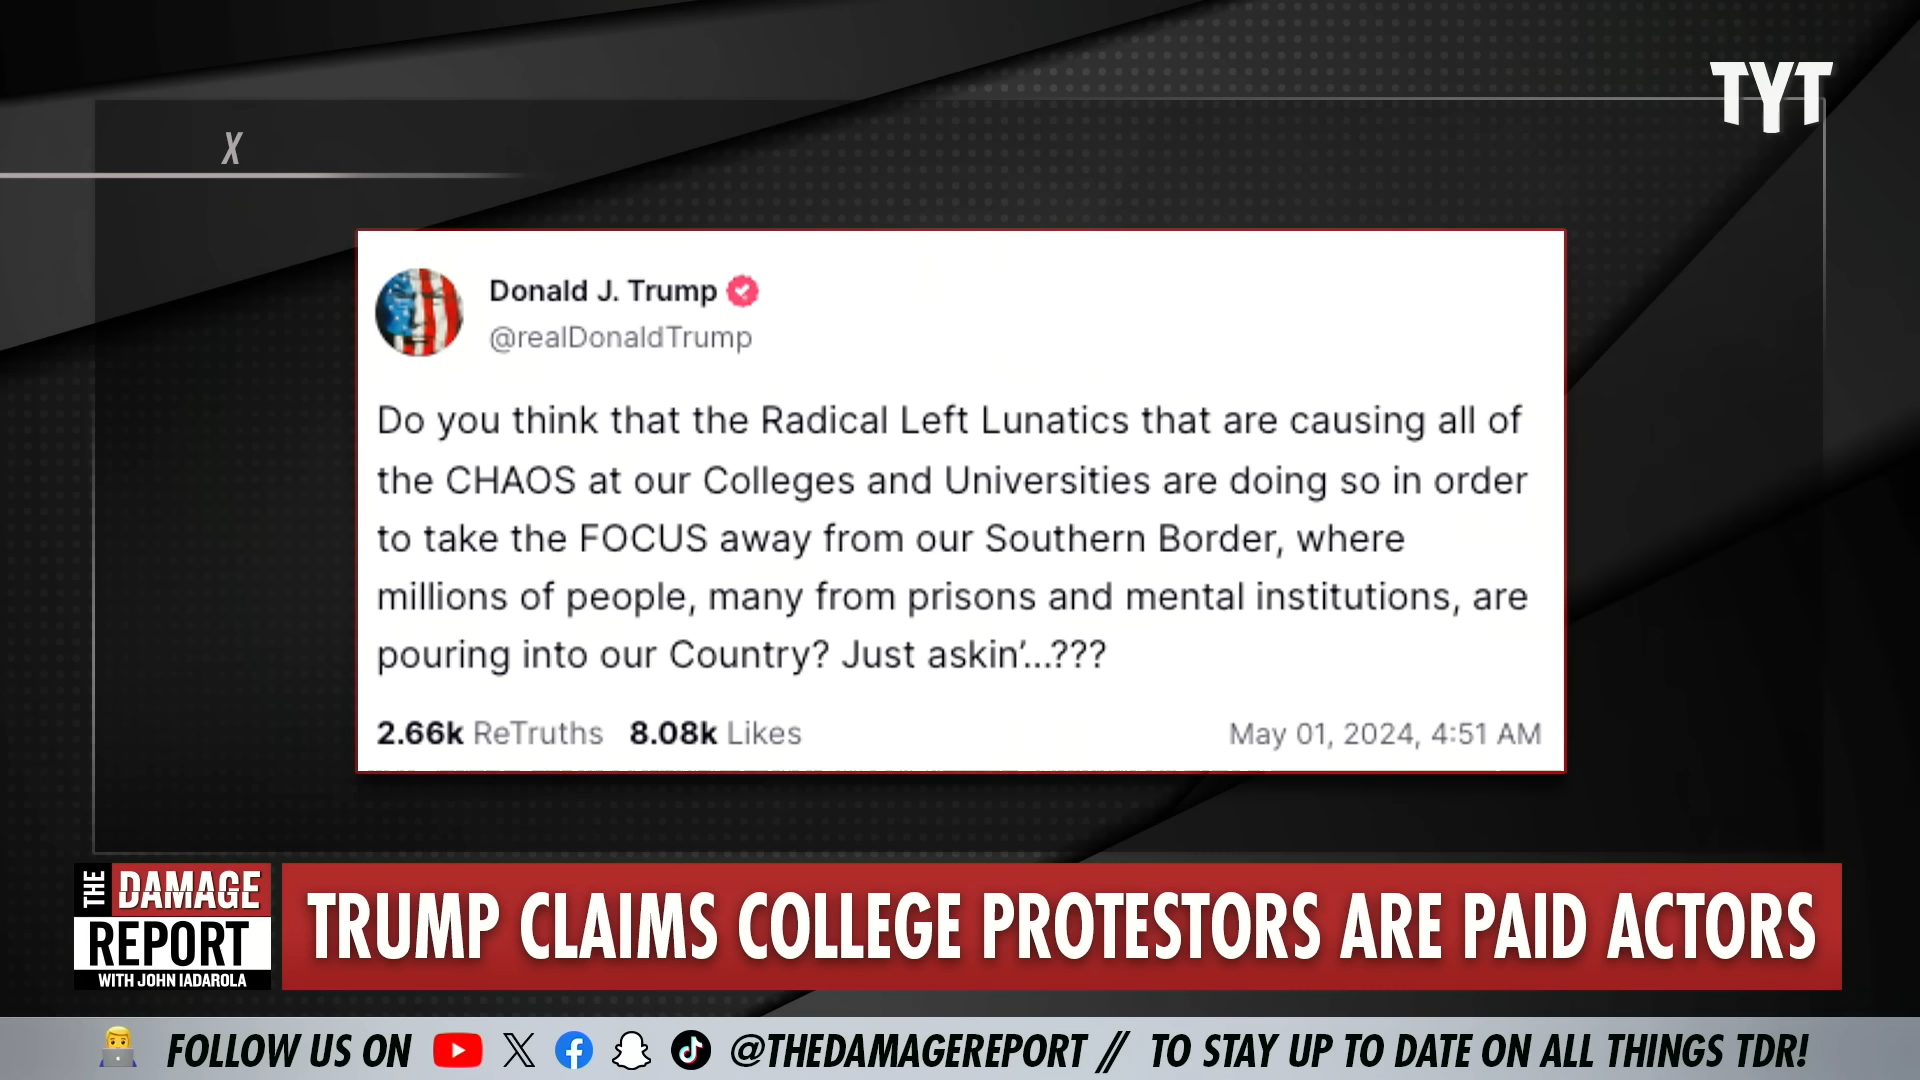 TYT
X
Donald J. Trump
@realDonaldTrump
Do you think that the Radical Left Lunatics that are causing all of
the CHAOS at our Colleges and Universities are doing so in order
to take the FOCUS away from our Southern Border, where
millions of people, many from prisons and mental institutions, are
pouring into our Country? Just askin’...???
2.66k ReTruths 8.08k Likes May 01, 2024, 4:51 AM
THE DAMAGE
REPORT
WITH JOHN IADAROLA
TRUMP CLAIMS COLLEGE PROTESTORS ARE PAID ACTORS
FOLLOW US ON @THEDAMAGEREPORT // TO STAY UP TO DATE ON ALL THINGS TDR!